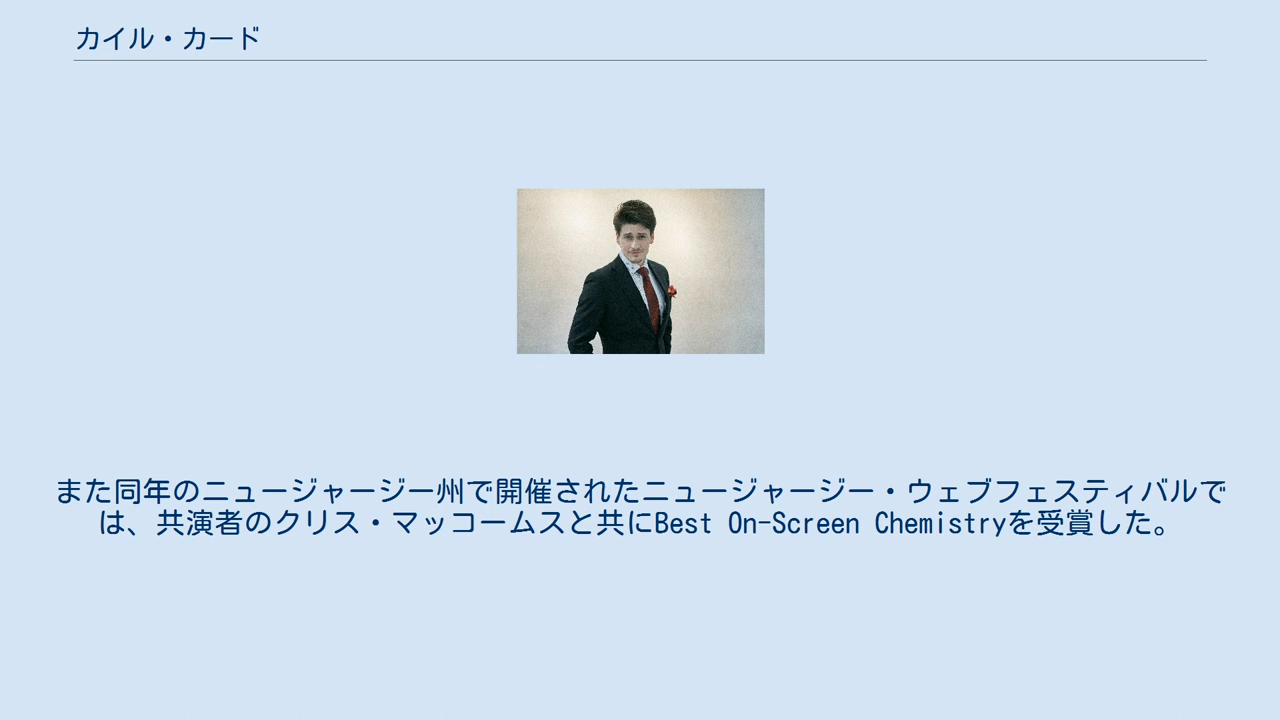 カイル・カード
また同年のニュージャージー州で開催されたニュージャージー・ウェブフェスティバルで
は、共演者のクリス・マッコームスと共にBest On-Screen Chemistryを受賞した。